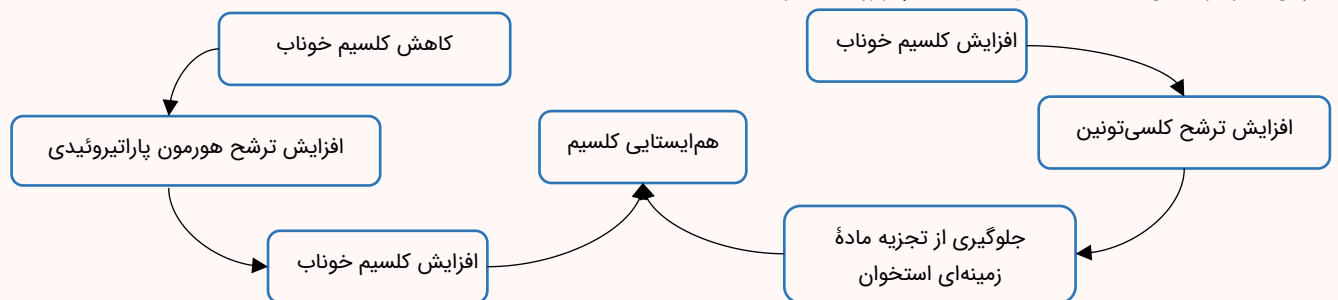 افزایش کلسیم خوناب
کاهش کلسیم خوناب
افزایش ترشح کلسی‌تونین
هم‌ایستایی کلسیم
افزایش ترشح هورمون پاراتیروئیدی
جلوگیری از تجزیه مادهٔ
زمینه‌ای استخوان
افزایش کلسیم خوناب